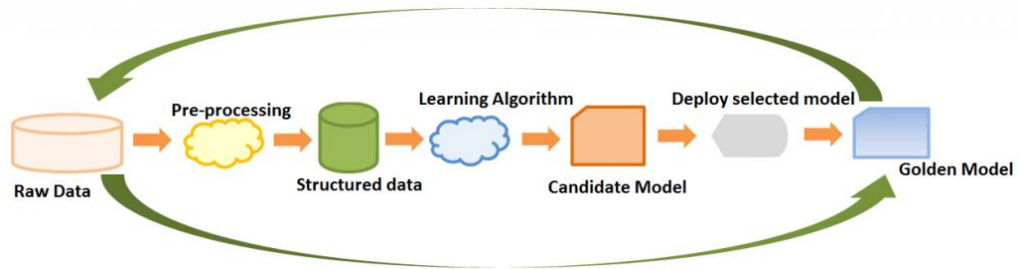 Pre-processing
Learning Algorithm
Deploy selected model
Raw Data
Structured data
Candidate Model
Golden Model